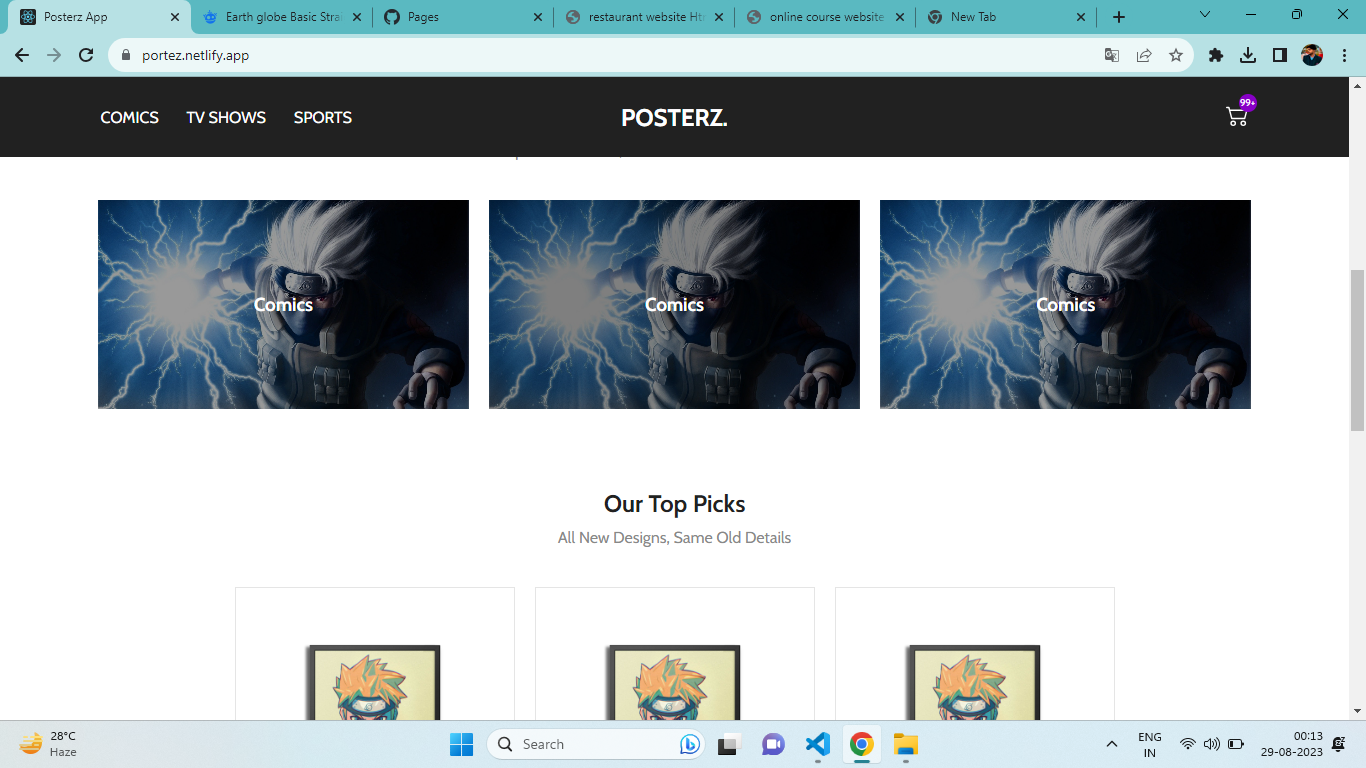 Posterz App
Earth globe Basic Strai
Pages
restaurant website Htm
online course website
New Tab
portez.netlify.app
COMICS
TV SHOWS
SPORTS
POSTERZ.
99+
Comics
Comics
Comics
Our Top Picks
All New Designs, Same Old Details
28°C
Haze
Search
ENG
IN
00:13
29-08-2023